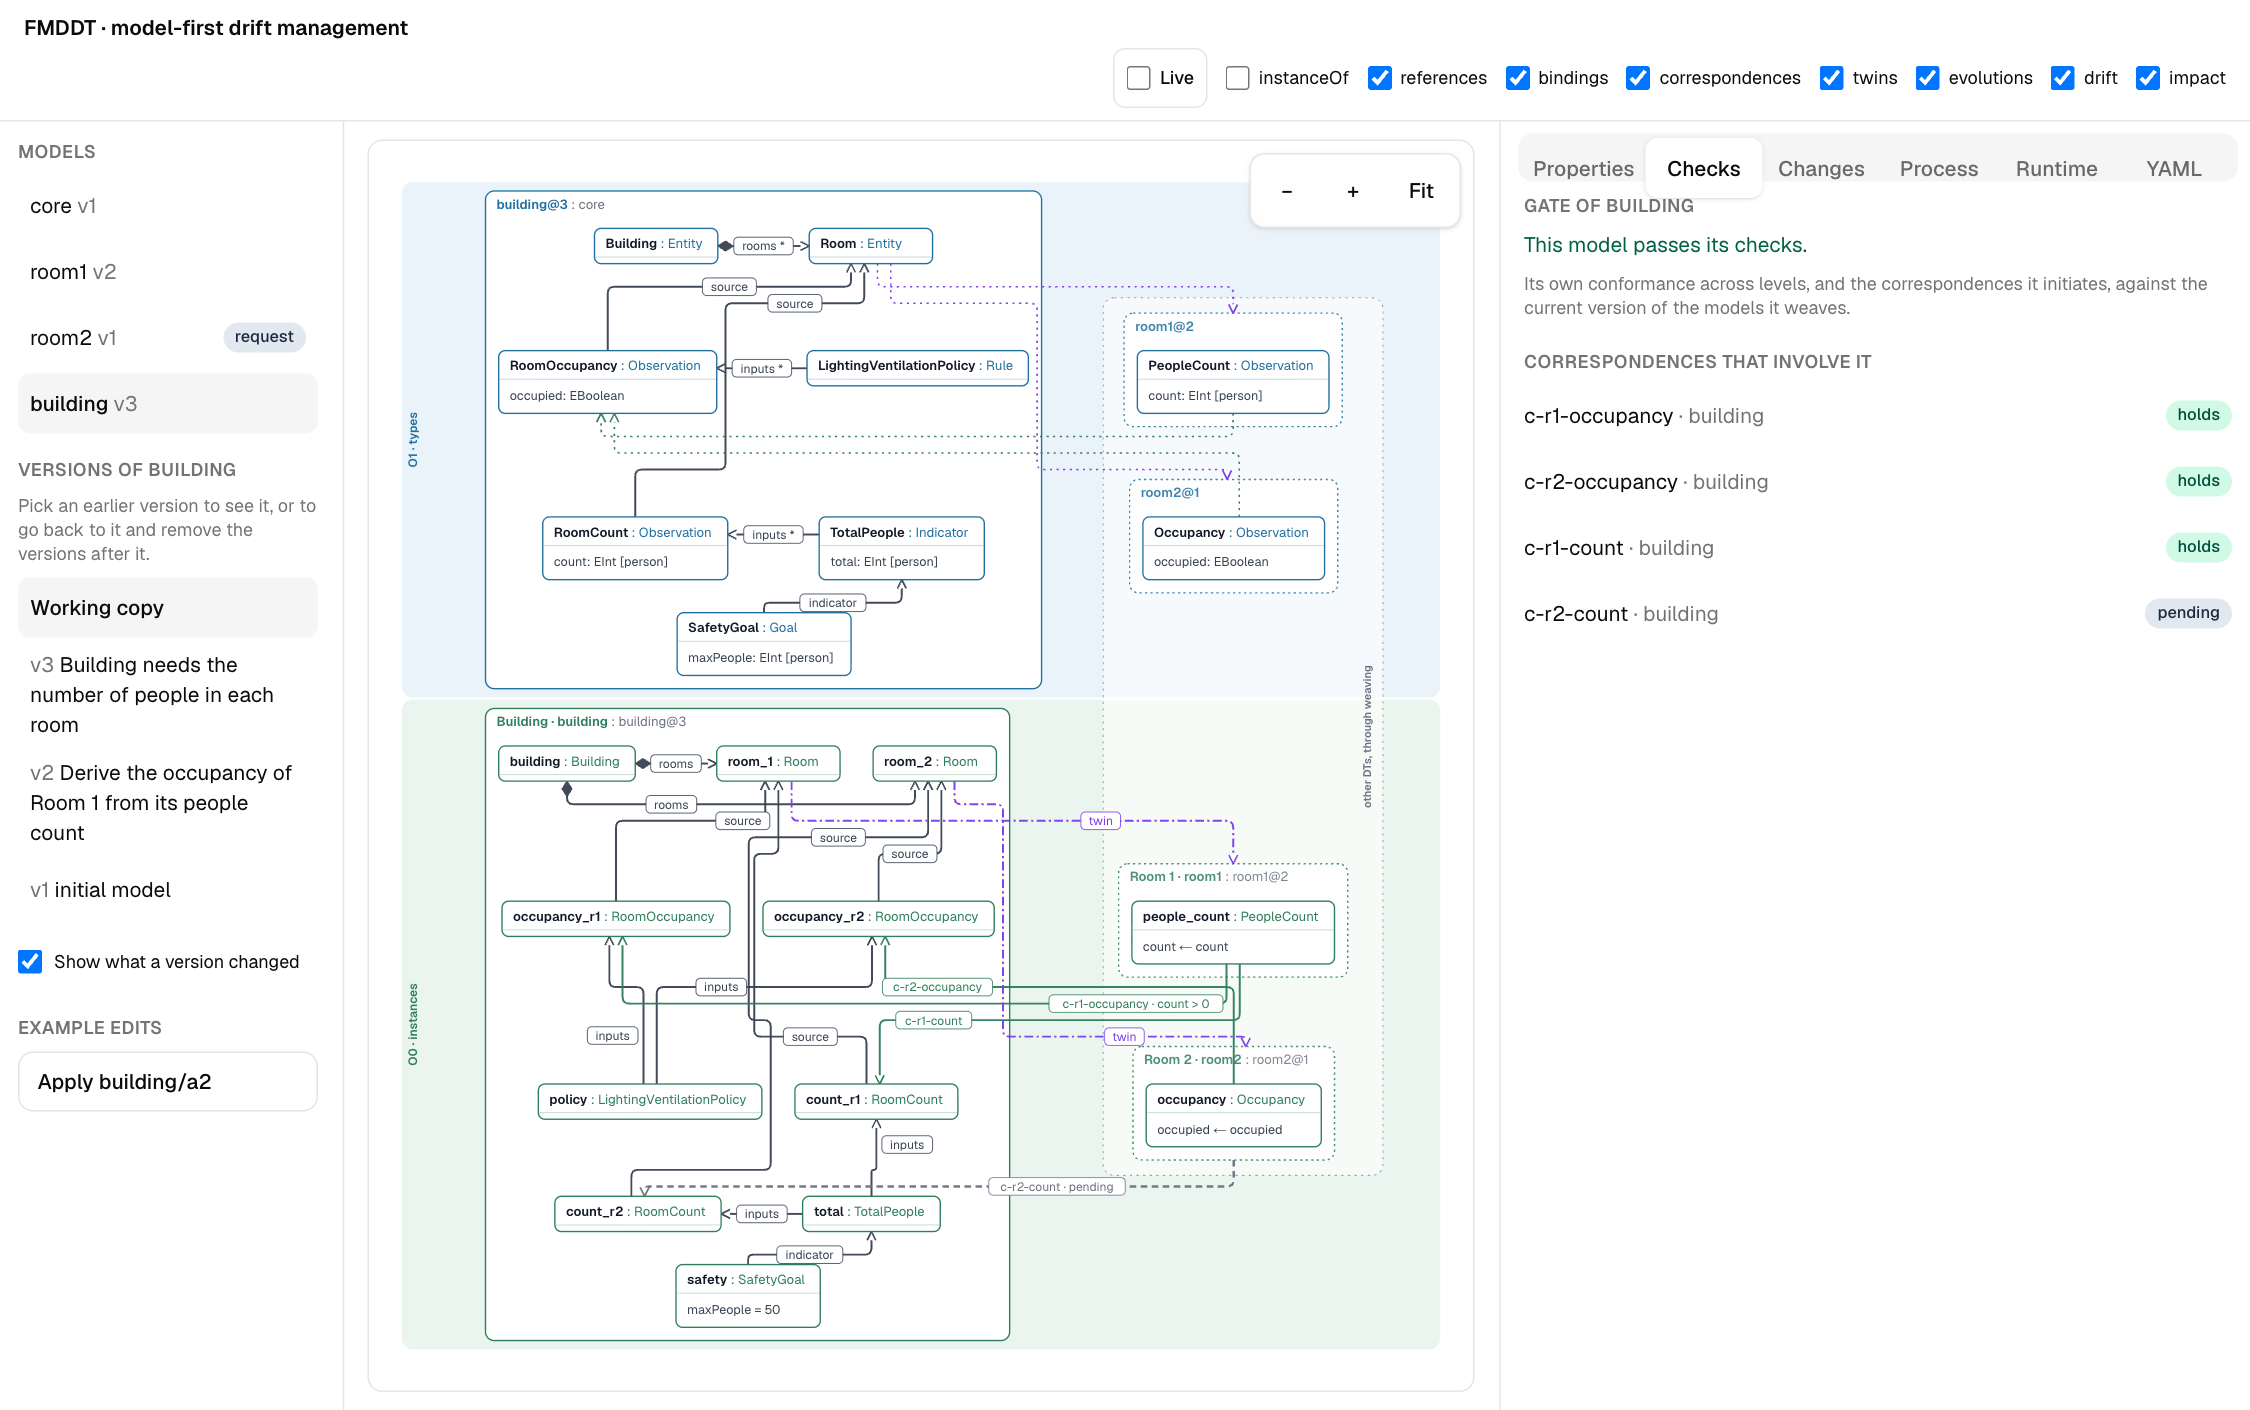 FMDDT · model-first drift management
Live
instanceOf
references
bindings
correspondences
twins
evolutions
drift
impact
MODELS
core v1
room1 v2
room2 v1
request
building v3
VERSIONS OF BUILDING
Pick an earlier version to see it, or to
go back to it and remove the
versions after it.
Working copy
v3 Building needs the
number of people in each
room
v2 Derive the occupancy of
Room 1 from its people
count
v1 initial model
Show what a version changed
EXAMPLE EDITS
Apply building/a2
−
+
Fit
O1 · types
building@3 : core
Building : Entity
rooms *
Room : Entity
source
source
RoomOccupancy : Observation
occupied: EBoolean
inputs *
LightingVentilationPolicy : Rule
room1@2
PeopleCount : Observation
count: EInt [person]
room2@1
Occupancy : Observation
occupied: EBoolean
RoomCount : Observation
count: EInt [person]
inputs *
TotalPeople : Indicator
total: EInt [person]
indicator
SafetyGoal : Goal
maxPeople: EInt [person]
other DTs, through weaving
O0 · instances
Building · building : building@3
building : Building
rooms
room_1 : Room
room_2 : Room
rooms
source
source
source
twin
Room 1 · room1 : room1@2
people_count : PeopleCount
count ← count
occupancy_r1 : RoomOccupancy
occupancy_r2 : RoomOccupancy
inputs
c-r2-occupancy
c-r1-occupancy · count > 0
c-r1-count
inputs
source
twin
Room 2 · room2 : room2@1
occupancy : Occupancy
occupied ← occupied
policy : LightingVentilationPolicy
count_r1 : RoomCount
inputs
c-r2-count · pending
count_r2 : RoomCount
inputs
total : TotalPeople
indicator
safety : SafetyGoal
maxPeople = 50
Properties
Checks
Changes
Process
Runtime
YAML
GATE OF BUILDING
This model passes its checks.
Its own conformance across levels, and the correspondences it initiates, against the
current version of the models it weaves.
CORRESPONDENCES THAT INVOLVE IT
c-r1-occupancy · building
holds
c-r2-occupancy · building
holds
c-r1-count · building
holds
c-r2-count · building
pending